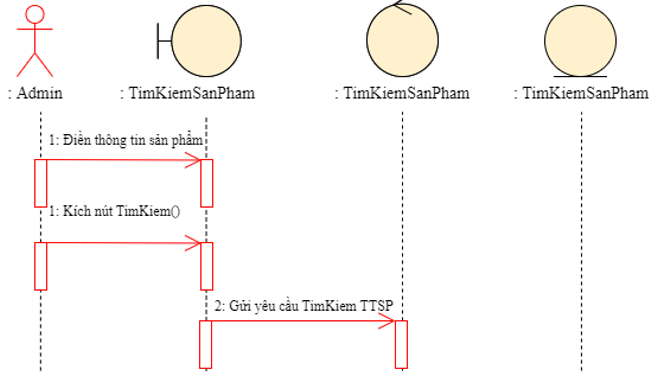 : Admin
: TimKiemSanPham
: TimKiemSanPham
: TimKiemSanPham
1: Điền thông tin sản phẩm
1: Kích nút TimKiem()
2: Gửi yêu cầu TimKiem TTSP